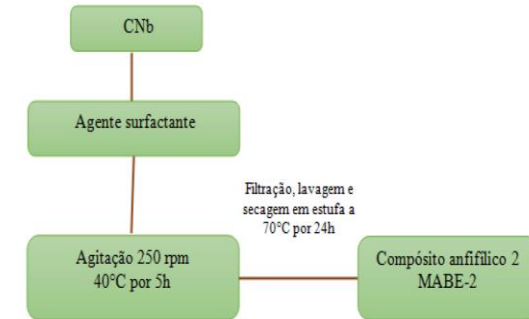 CNb
Agente surfactante
Filtração, lavagem e
secagem em estufa a
70°C por 24h
Agitação 250 rpm
40°C por 5h
Compósito anfifílico 2
MABE-2